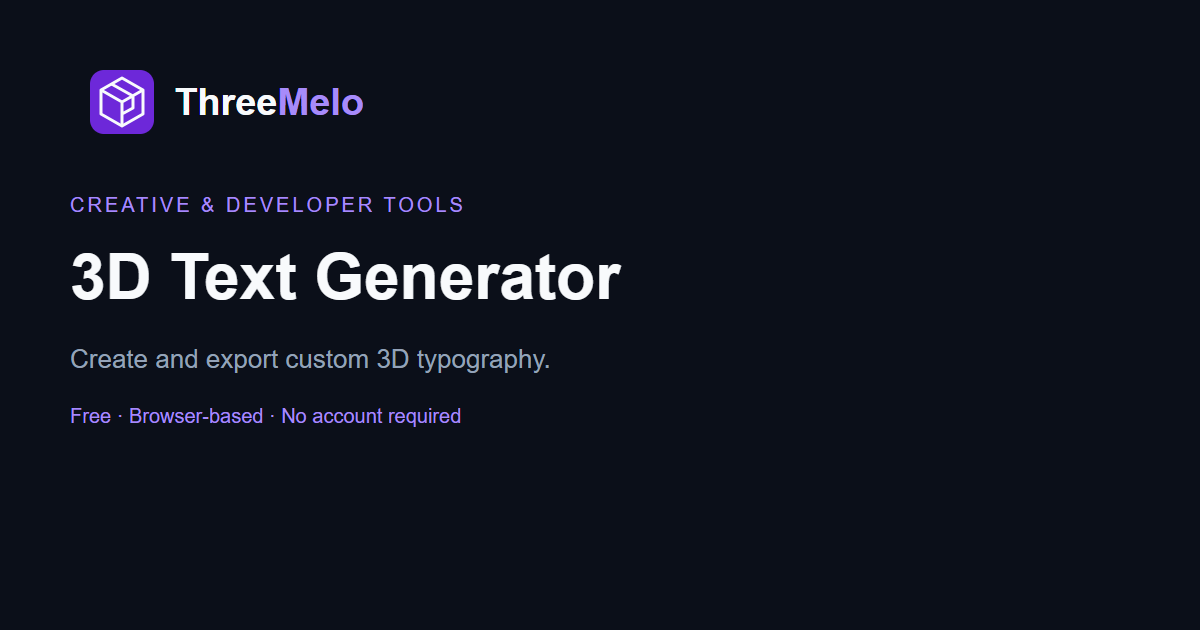 ThreeMelo
CREATIVE & DEVELOPER TOOLS
3D Text Generator
Create and export custom 3D typography.
Free · Browser-based · No account required